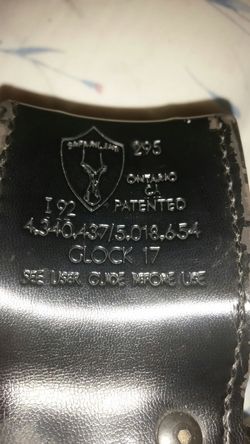 SAFARILAND
295
ONTARIO
CA
I 92 PATENTED
4,340,437/5,018,654
GLOCK 17
SEE USER GUIDE BEFORE USE